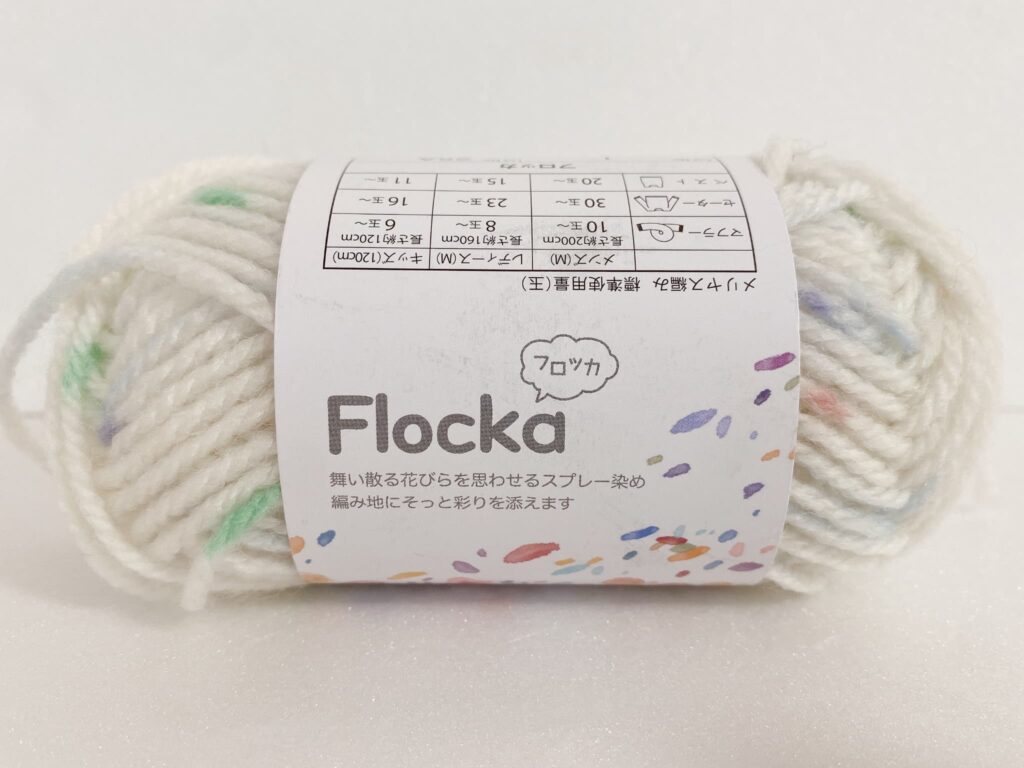 フロッカ
Flocka
舞い散る花びらを思わせるスプレー染め
編み地にそっと彩りを添えます
メリヤス編み 標準使用量(玉)
メンズ(M) レディース(M) キッズ(120cm)
長さ約200cm 長さ約160cm 長さ約120cm
マフラー 10玉～ 8玉～ 6玉～
セーター 30玉～ 23玉～ 16玉～
ベスト 20玉～ 15玉～ 11玉～
フロッカ